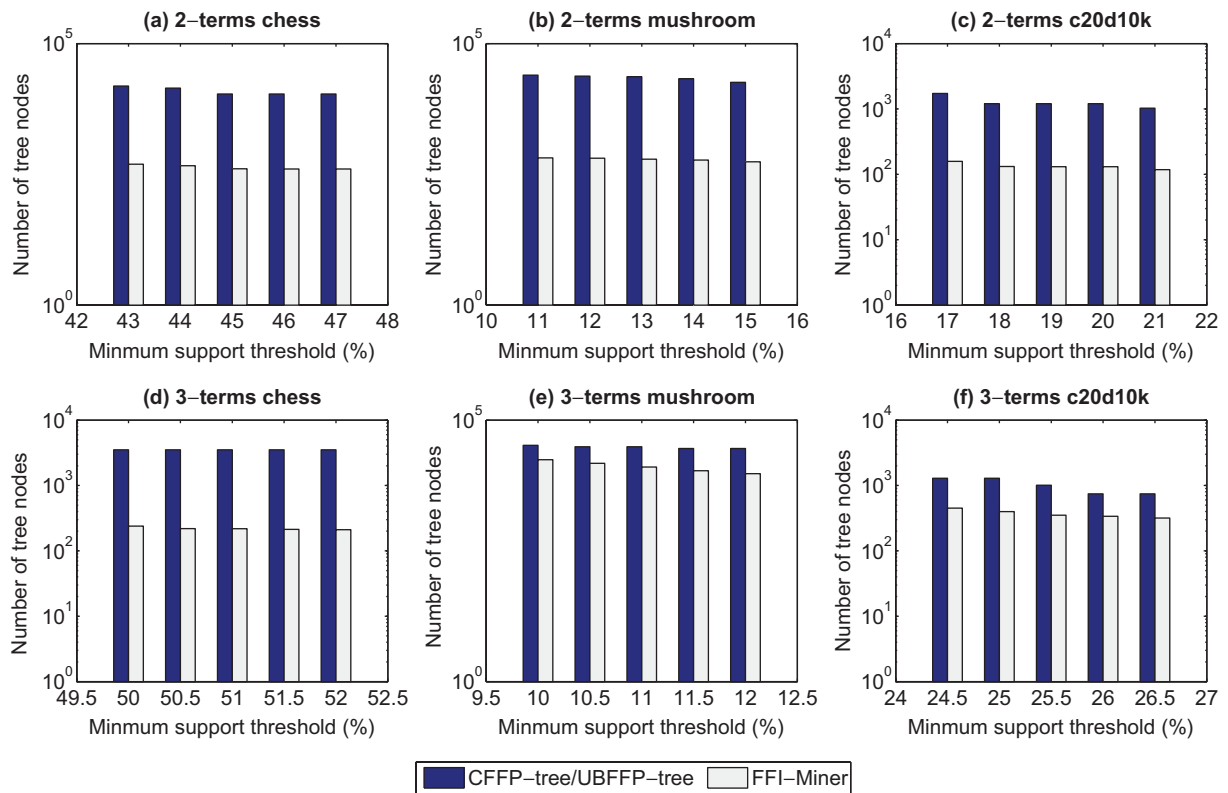 (a) 2−terms chess
(b) 2−terms mushroom
(c) 2−terms c20d10k
Number of tree nodes
10^5
10^0
42 43 44 45 46 47 48
Minmum support threshold (%)
Number of tree nodes
10^5
10^0
10 11 12 13 14 15 16
Minmum support threshold (%)
Number of tree nodes
10^4
10^3
10^2
10^1
10^0
16 17 18 19 20 21 22
Minmum support threshold (%)
(d) 3−terms chess
(e) 3−terms mushroom
(f) 3−terms c20d10k
Number of tree nodes
10^4
10^3
10^2
10^1
10^0
49.5 50 50.5 51 51.5 52 52.5
Minmum support threshold (%)
Number of tree nodes
10^5
10^0
9.5 10 10.5 11 11.5 12 12.5
Minmum support threshold (%)
Number of tree nodes
10^4
10^3
10^2
10^1
10^0
24 24.5 25 25.5 26 26.5 27
Minmum support threshold (%)
CFFP−tree/UBFFP−tree FFI−Miner